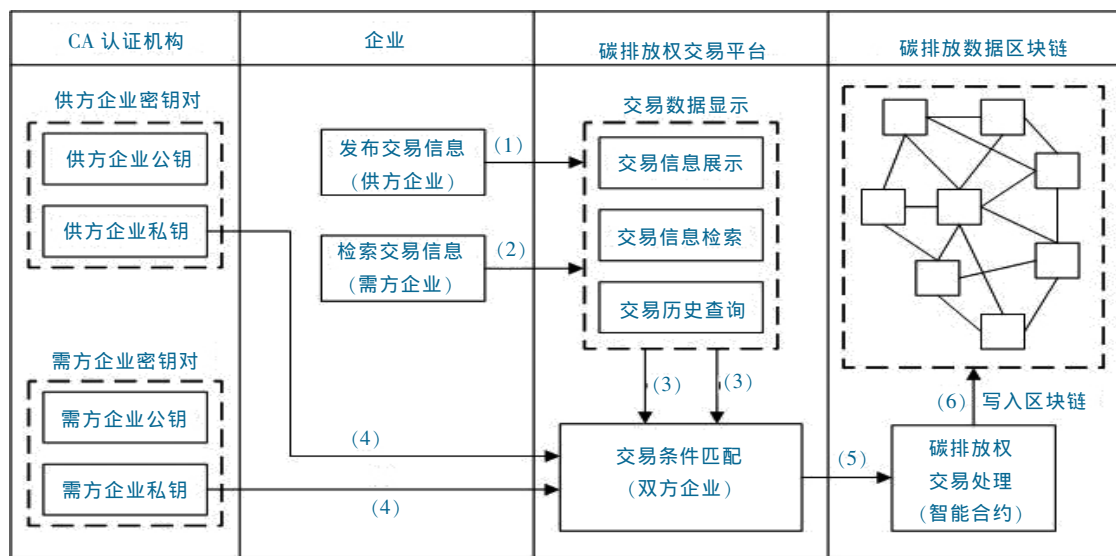 CA 认证机构
企业
碳排放权交易平台
碳排放数据区块链
供方企业密钥对
供方企业公钥
供方企业私钥
需方企业密钥对
需方企业公钥
需方企业私钥
发布交易信息
(供方企业)
检索交易信息
(需方企业)
(1)
(2)
交易数据显示
交易信息展示
交易信息检索
交易历史查询
(3)
(3)
(4)
(4)
交易条件匹配
(双方企业)
(5)
(6) 写入区块链
碳排放权
交易处理
(智能合约)